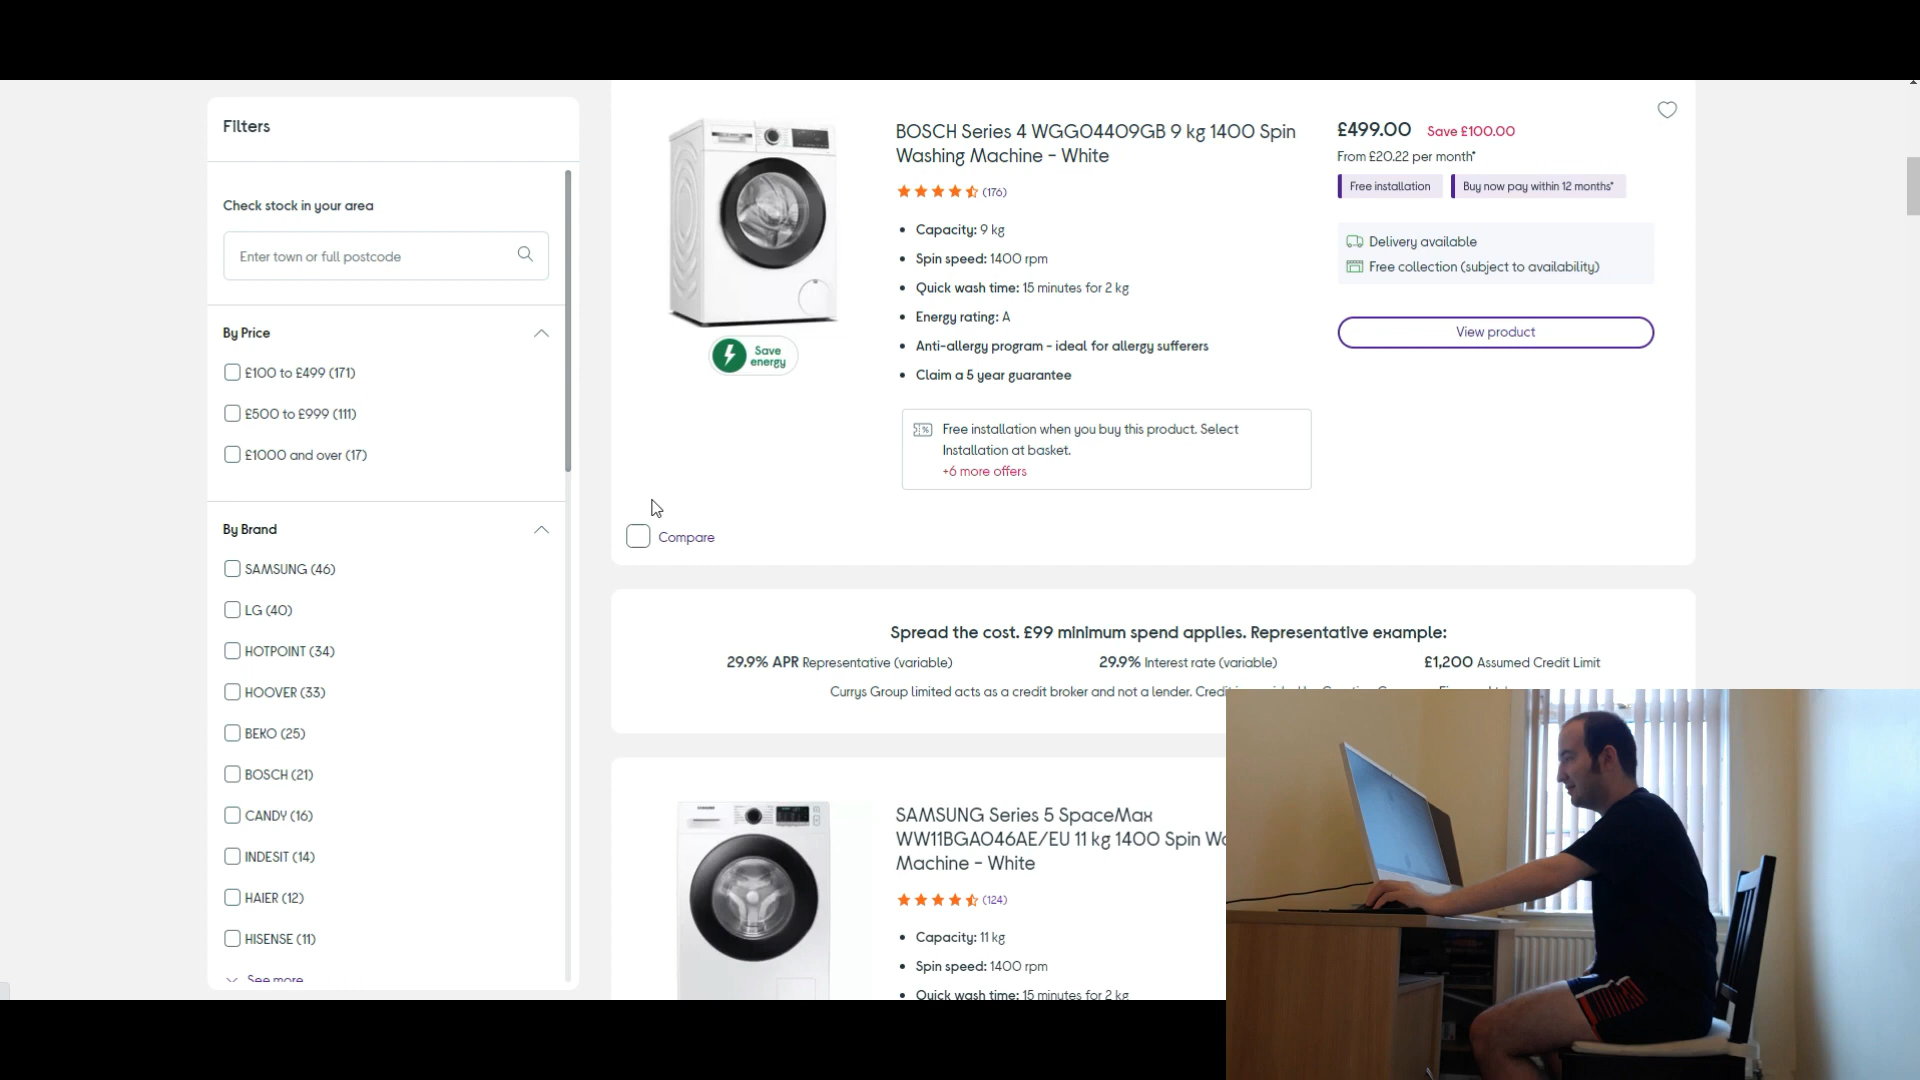 Filters
Check stock in your area
Enter town or full postcode
By Price
£100 to £499 (171)
£500 to £999 (111)
£1000 and over (17)
By Brand
SAMSUNG (46)
LG (40)
HOTPOINT (34)
HOOVER (33)
BEKO (25)
BOSCH (21)
CANDY (16)
INDESIT (14)
HAIER (12)
HISENSE (11)
See more
BOSCH Series 4 WGG04409GB 9 kg 1400 Spin
Washing Machine - White
(176)
Capacity: 9 kg
Spin speed: 1400 rpm
Quick wash time: 15 minutes for 2 kg
Energy rating: A
Anti-allergy program - ideal for allergy sufferers
Claim a 5 year guarantee
Save
energy
Free installation when you buy this product. Select
Installation at basket.
+6 more offers
Compare
£499.00 Save £100.00
From £20.22 per month*
Free installation
Buy now pay within 12 months*
Delivery available
Free collection (subject to availability)
View product
Spread the cost. £99 minimum spend applies. Representative example:
29.9% APR Representative (variable) 29.9% Interest rate (variable) £1,200 Assumed Credit Limit
Currys Group limited acts as a credit broker and not a lender.
SAMSUNG Series 5 SpaceMax
WW11BGA046AE/EU 11 kg 1400 Spin
Machine - White
(124)
Capacity: 11 kg
Spin speed: 1400 rpm
Quick wash time: 15 minutes for 2 kg